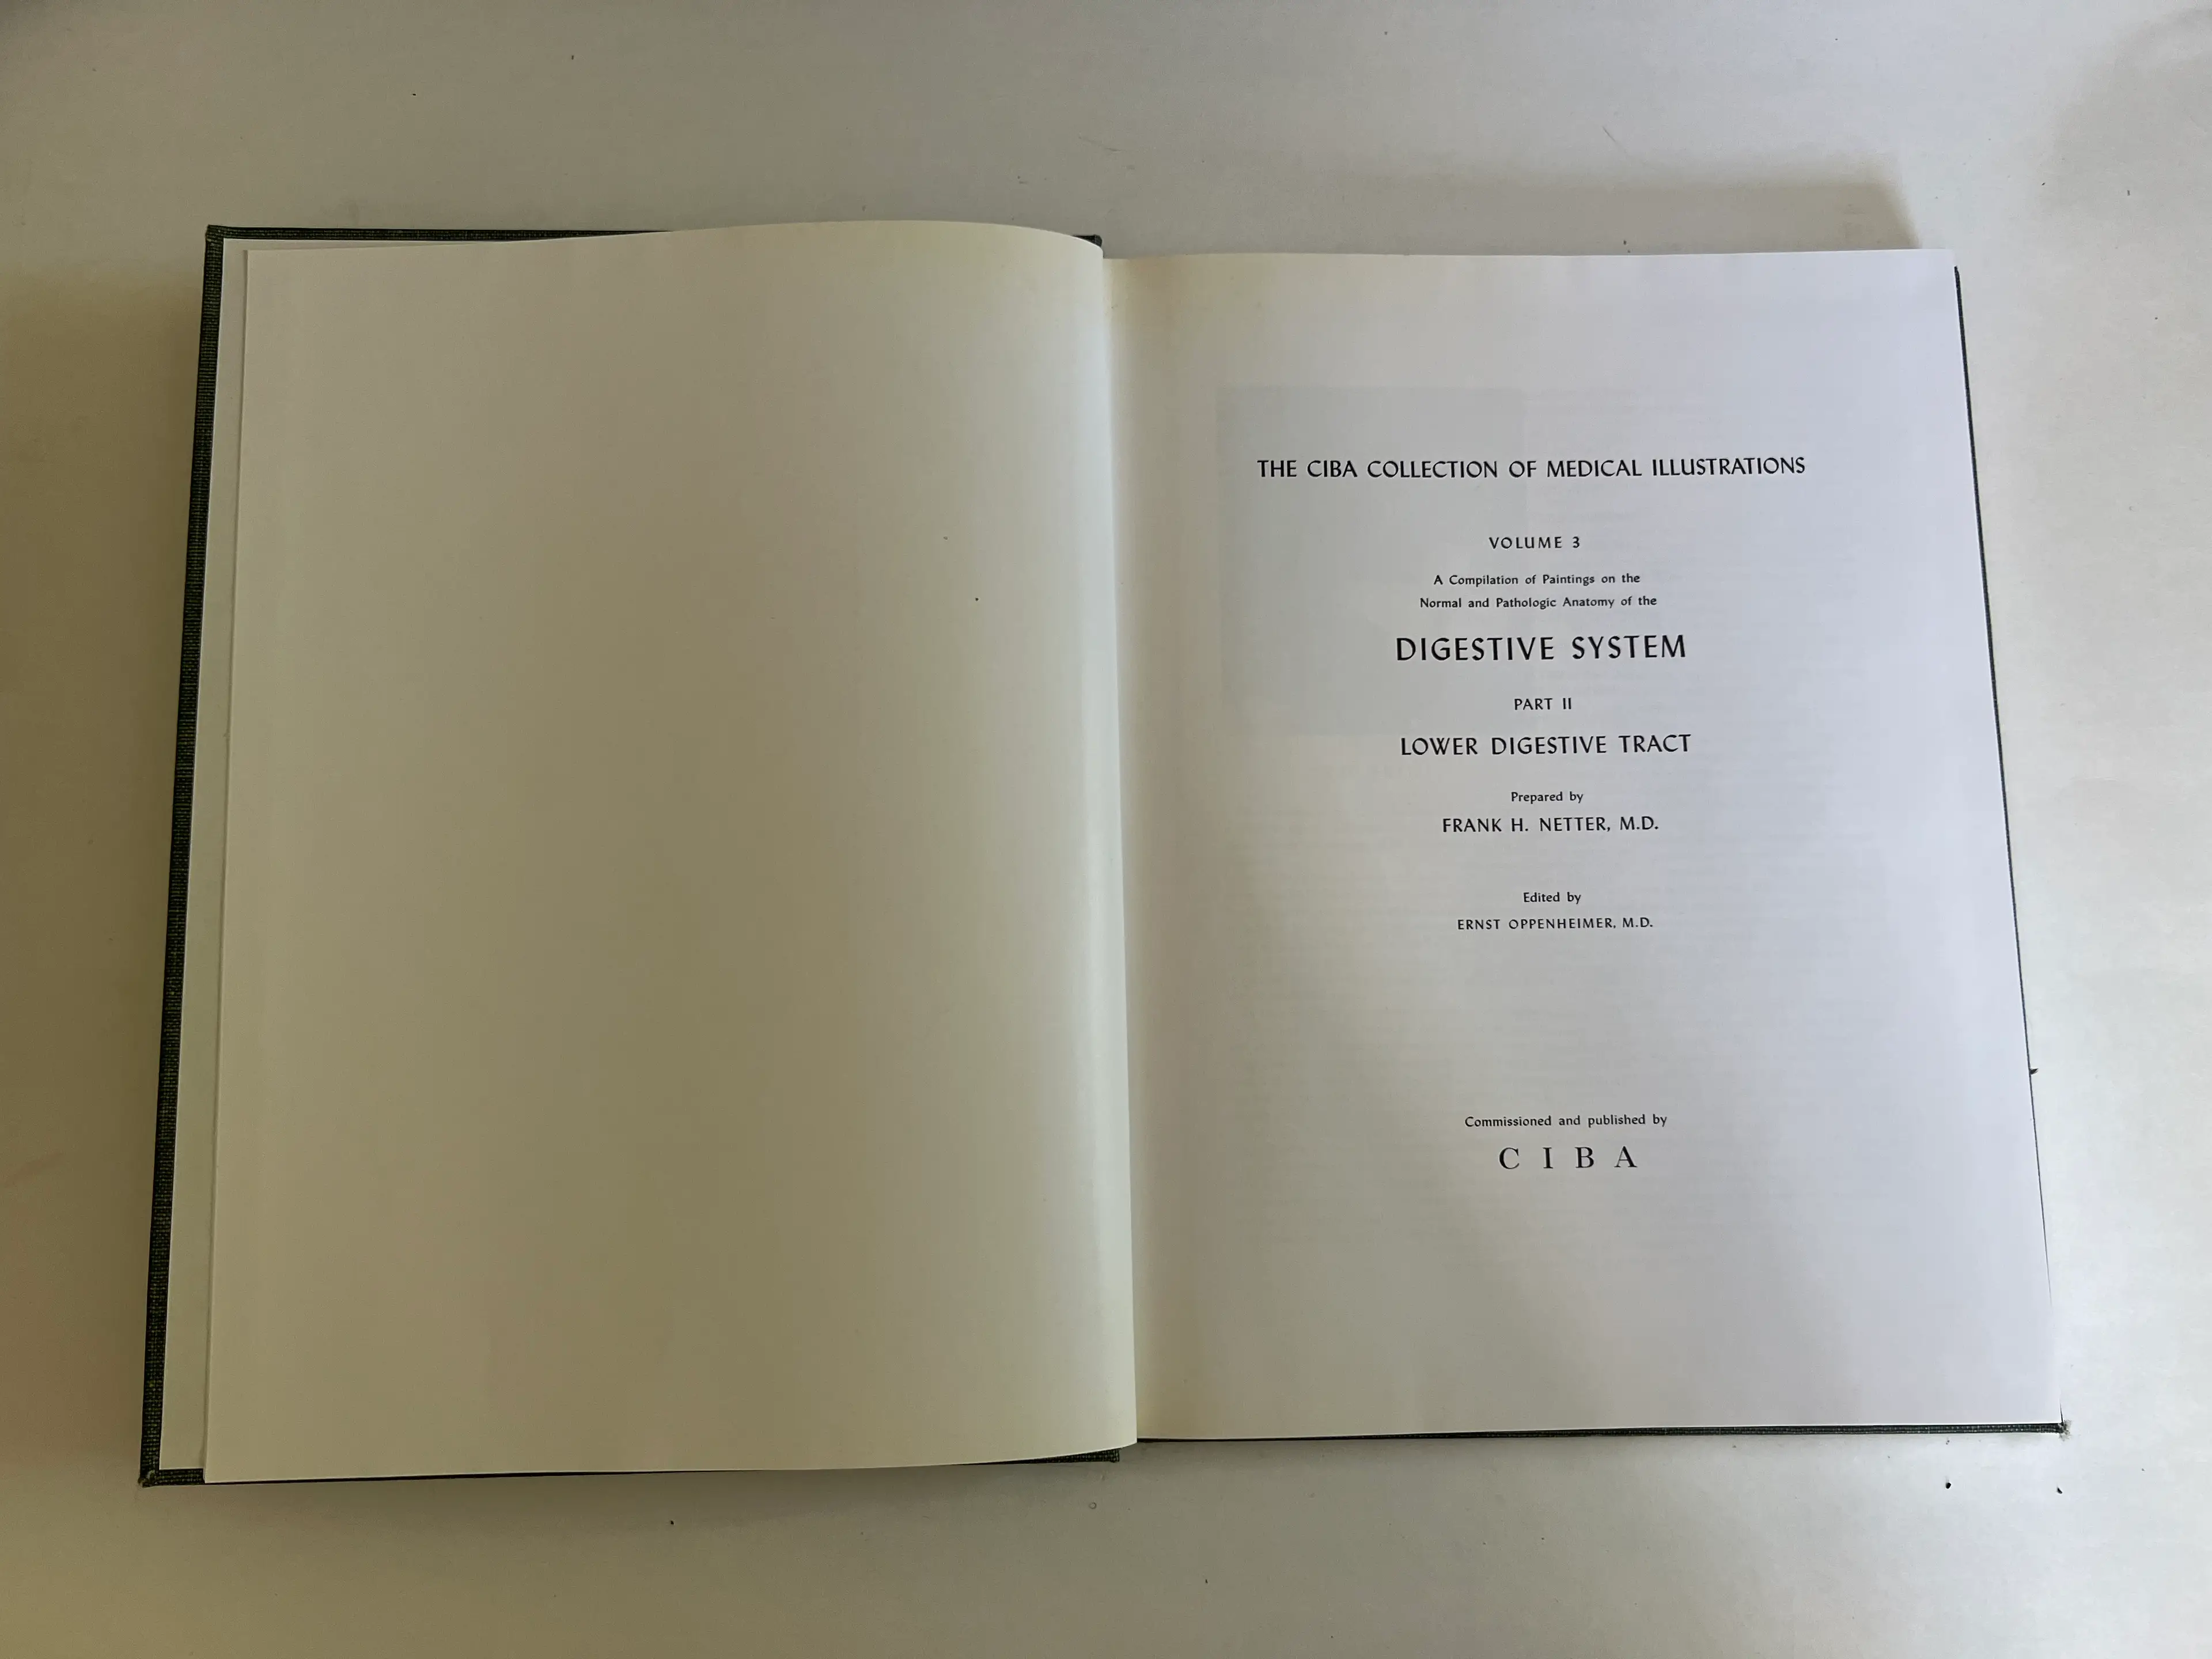 THE CIBA COLLECTION OF MEDICAL ILLUSTRATIONS
VOLUME 3
A Compilation of Paintings on the
Normal and Pathologic Anatomy of the
DIGESTIVE SYSTEM
PART II
LOWER DIGESTIVE TRACT
Prepared by
FRANK H. NETTER, M.D.
Edited by
ERNST OPPENHEIMER, M.D.
Commissioned and published by
C I B A